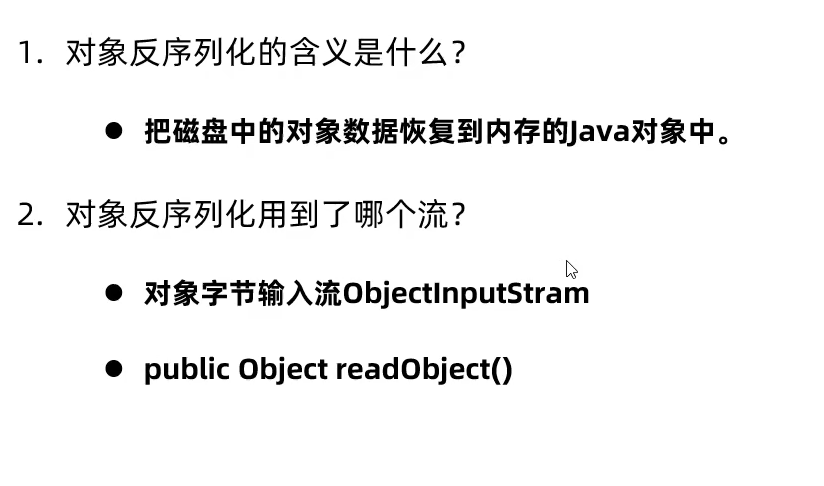 1. 对象反序列化的含义是什么？
● 把磁盘中的对象数据恢复到内存的Java对象中。
2. 对象反序列化用到了哪个流？
● 对象字节输入流ObjectInputStram
● public Object readObject()